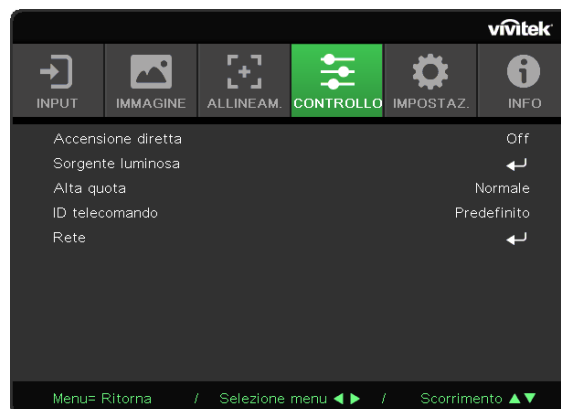 vivitek
INPUT IMMAGINE ALLINEAM. CONTROLLO IMPOSTAZ. INFO
Accensione diretta Off
Sorgente luminosa
Alta quota Normale
ID telecomando Predefinito
Rete
Menu= Ritorna / Selezione menu ◀ ▶ / Scorrimento ▲▼